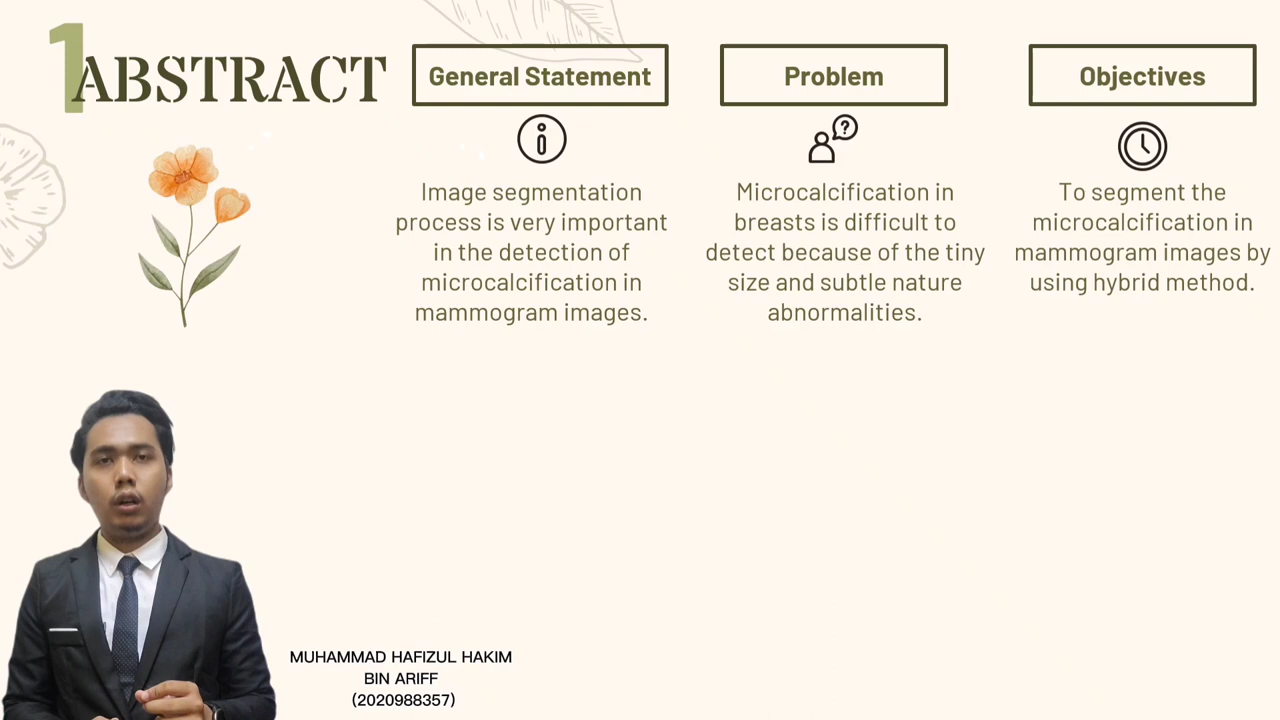 1
ABSTRACT
General Statement
Image segmentation
process is very important
in the detection of
microcalcification in
mammogram images.
Problem
Microcalcification in
breasts is difficult to
detect because of the tiny
size and subtle nature
abnormalities.
Objectives
To segment the
microcalcification in
mammogram images by
using hybrid method.
MUHAMMAD HAFIZUL HAKIM
BIN ARIFF
(2020988357)